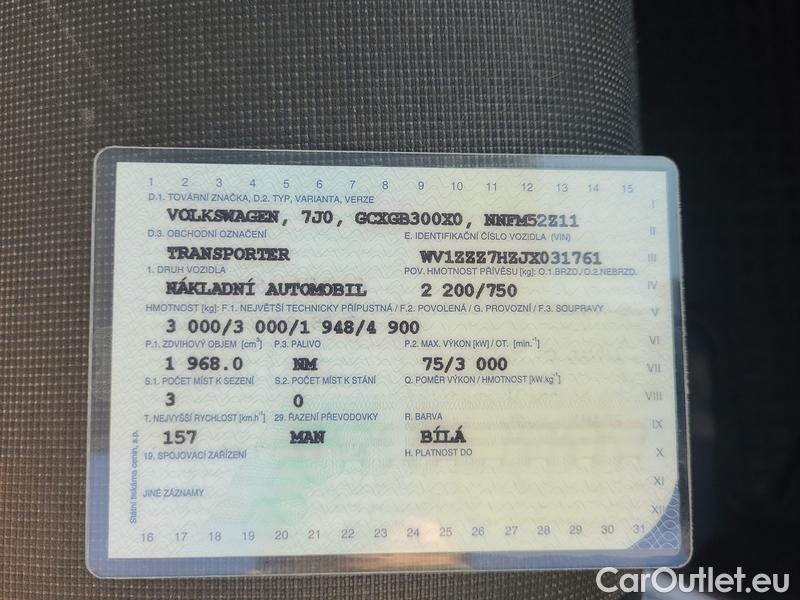 1 2 3 4 5 6 7 8 9 10 11 12 13 14 15
D.1. TOVÁRNÍ ZNAČKA, D.2. TYP, VARIANTA, VERZE
I
VOLKSWAGEN, 7J0, GCXGB300X0, NNFM52Z11
D.3. OBCHODNÍ OZNAČENÍ E. IDENTIFIKAČNÍ ČÍSLO VOZIDLA (VIN)
II
TRANSPORTER WV1ZZZ7HZJX031761
III
1. DRUH VOZIDLA POV. HMOTNOST PŘÍVĚSU [kg]: O.1.BRZD./O.2.NEBRZD.
NÁKLADNÍ AUTOMOBIL 2 200/750
IV
HMOTNOST [kg]: F.1. NEJVĚTŠÍ TECHNICKY PŘÍPUSTNÁ / F.2. POVOLENÁ / G. PROVOZNÍ / F.3. SOUPRAVY
V
3 000/3 000/1 948/4 900
P.1. ZDVIHOVÝ OBJEM [cm³] P.3. PALIVO P.2. MAX. VÝKON [kW] / OT. [min.⁻¹]
VI
1 968.0 NM 75/3 000
VII
S.1. POČET MÍST K SEZENÍ S.2. POČET MÍST K STÁNÍ Q. POMĚR VÝKON / HMOTNOST [kW.kg⁻¹]
3 0
VIII
T. NEJVYŠŠÍ RYCHLOST [km.h⁻¹] 29. ŘAZENÍ PŘEVODOVKY R. BARVA
IX
157 MAN BÍLÁ
19. SPOJOVACÍ ZAŘÍZENÍ H. PLATNOST DO
X
XI
JINÉ ZÁZNAMY
XII
Státní tiskárna cenin, s.p.
16 17 18 19 20 21 22 23 24 25 26 27 28 29 30 31
CarOutlet.eu